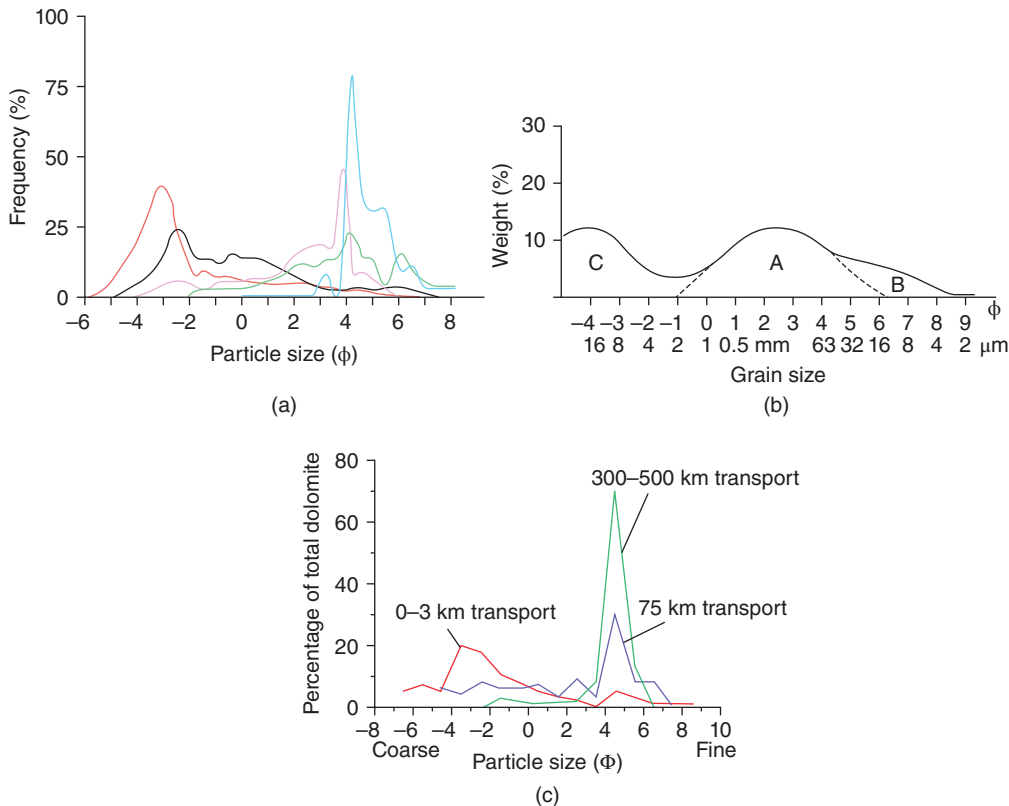 100
75
50
25
0
Frequency (%)
−6 −4 −2 0 2 4 6 8
Particle size (ϕ)
(a)
30
20
10
Weight (%)
C
A
B
−4 −3 −2 −1 0 1 2 3 4 5 6 7 8 9 ϕ
16 8 4 2 1 0.5 mm 63 32 16 8 4 2 μm
Grain size
(b)
80
60
40
20
0
Percentage of total dolomite
300–500 km transport
0–3 km transport
75 km transport
−8 −6 −4 −2 0 2 4 6 8 10
Coarse
Particle size (Φ)
Fine
(c)